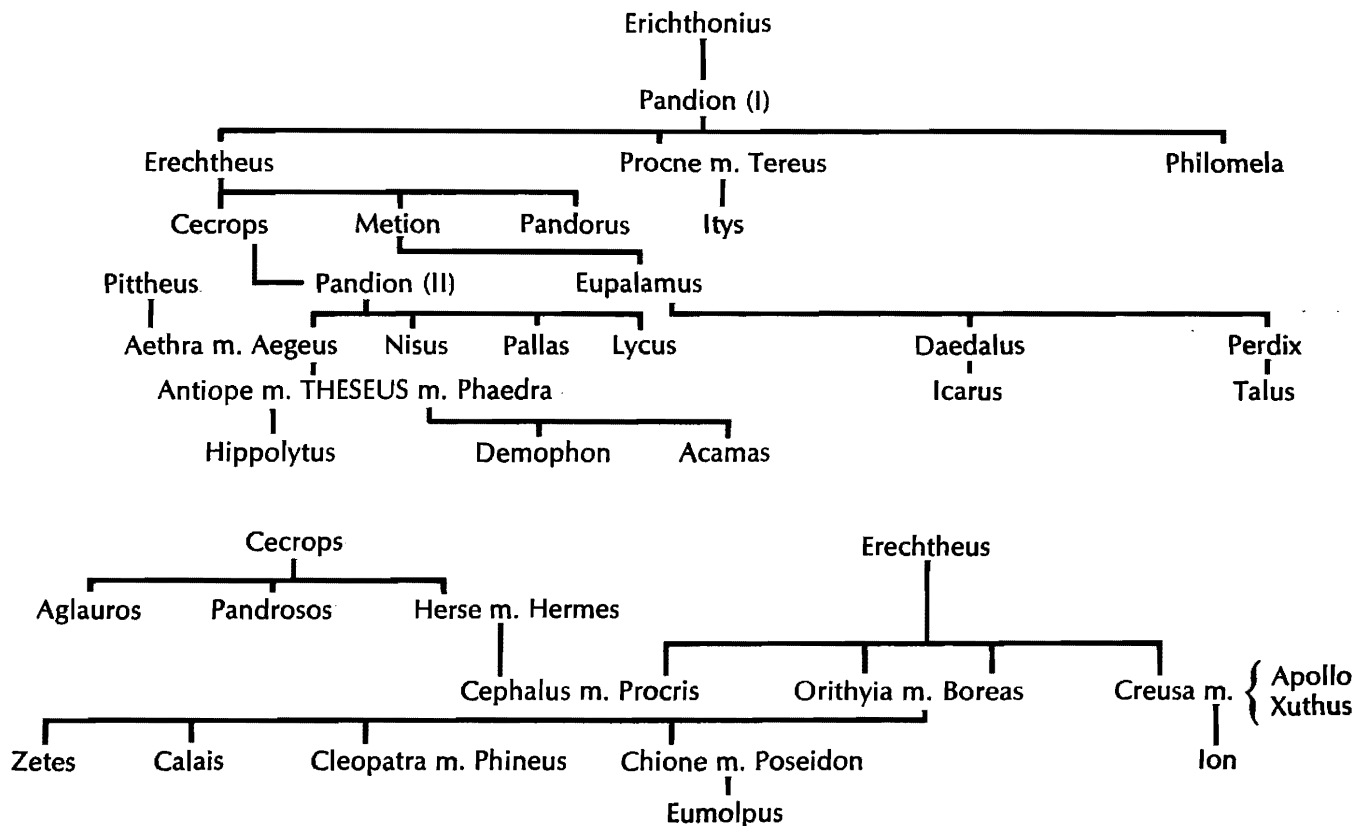 Erichthonius
Pandion (I)
Erechtheus Procne m. Tereus Philomela
Cecrops Metion Pandorus Itys
Pittheus Pandion (II) Eupalamus
Aethra m. Aegeus Nisus Pallas Lycus Daedalus Perdix
Antiope m. THESEUS m. Phaedra Icarus Talus
Hippolytus Demophon Acamas
Cecrops Erechtheus
Aglauros Pandrosos Herse m. Hermes
Cephalus m. Procris Orithyia m. Boreas Creusa m. { Apollo
Xuthus
Zetes Calais Cleopatra m. Phineus Chione m. Poseidon Ion
Eumolpus